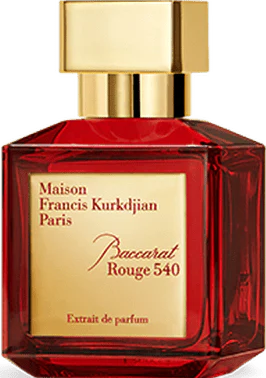 Maison
Francis Kurkdjian
Paris
Baccarat
Rouge 540
Extrait de parfum